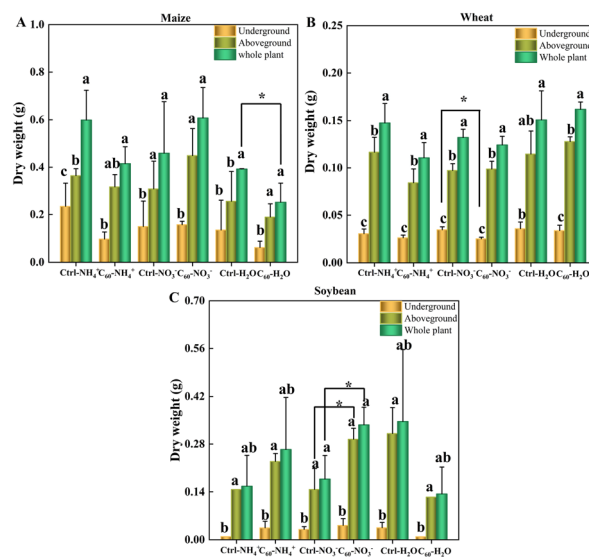 A
Maize
1.0
0.8
0.6
0.4
0.2
0.0
Dry weight (g)
Underground
Aboveground
whole plant
c b a
b ab a
b a a
b a a
b b a
b a a
*
Ctrl-NH₄⁺ C₆₀-NH₄⁺ Ctrl-NO₃⁻ C₆₀-NO₃⁻ Ctrl-H₂O C₆₀-H₂O
B
Wheat
0.25
0.20
0.15
0.10
0.05
0.00
Dry weight (g)
Underground
Aboveground
Whole plant
c b a
c b a
c b a
c b a
b ab a
c b a
*
Ctrl-NH₄⁺ C₆₀-NH₄⁺ Ctrl-NO₃⁻ C₆₀-NO₃⁻ Ctrl-H₂O C₆₀-H₂O
C
Soybean
0.70
0.56
0.42
0.28
0.14
0.00
Dry weight (g)
Underground
Aboveground
Whole plant
b a ab
b a ab
b a a
b a a
b a ab
b a ab
*
*
Ctrl-NH₄⁺ C₆₀-NH₄⁺ Ctrl-NO₃⁻ C₆₀-NO₃⁻ Ctrl-H₂O C₆₀-H₂O